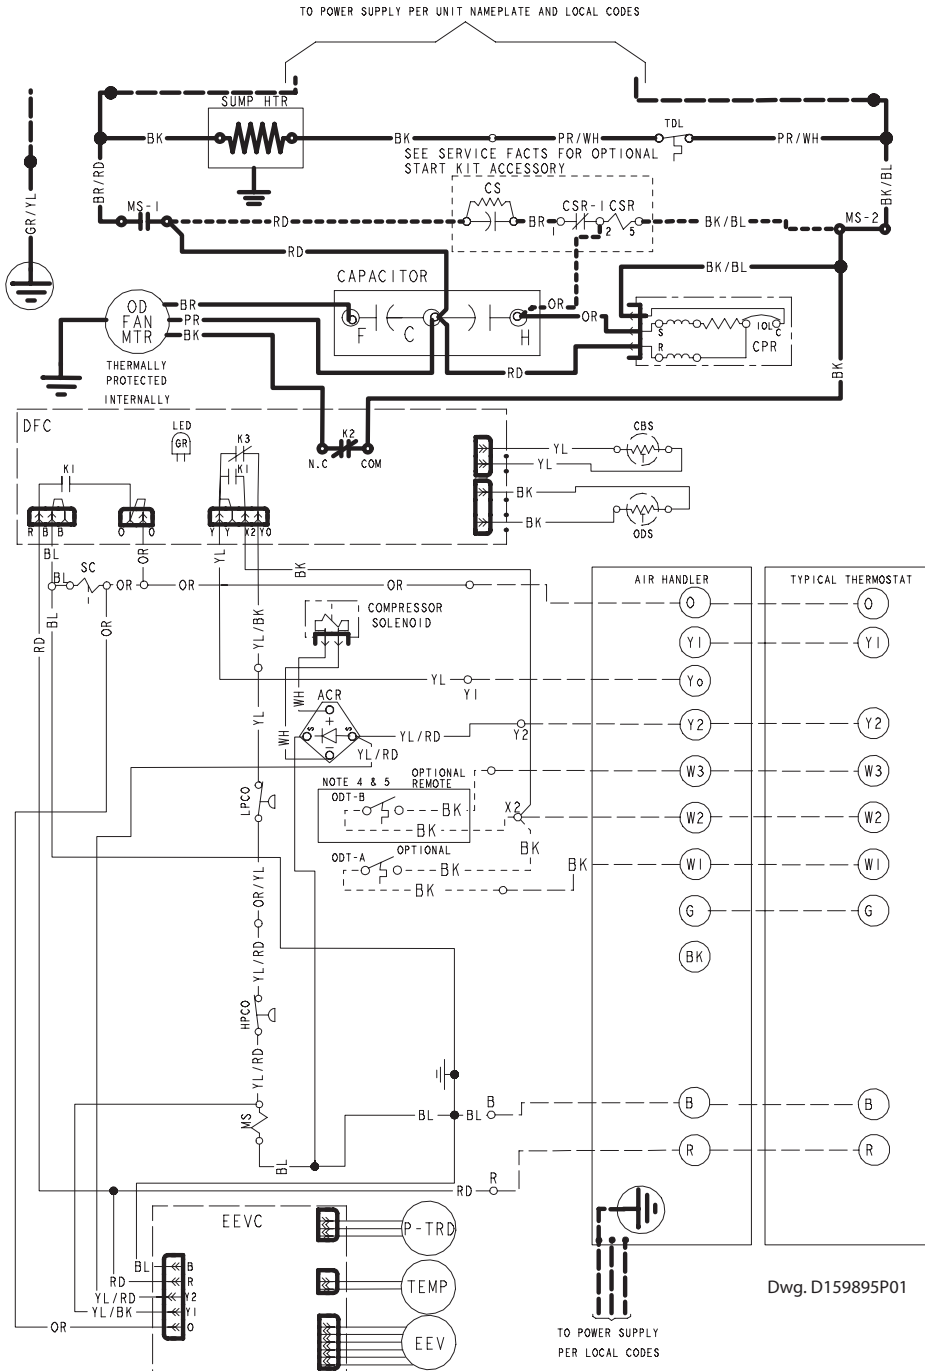 TO POWER SUPPLY PER UNIT NAMEPLATE AND LOCAL CODES
SUMP HTR
TDL
BK
BK
PR/WH
PR/WH
SEE SERVICE FACTS FOR OPTIONAL
START KIT ACCESSORY
GR/YL
BR/RD
BK/BL
CS
CSR-1 CSR
MS-1
RD
BR
1
2
5
BK/BL
MS-2
RD
BK/BL
CAPACITOR
OR
OD
FAN
MTR
BR
PR
BK
F
C
H
OR
S
R
IOL
C
CPR
RD
BK
THERMALLY
PROTECTED
INTERNALLY
DFC
LED
GR
K2
N.C
COM
CBS
YL
YL
K1
K3
K1
BK
BK
ODS
R
B
B
O
O
Y
Y
X2
YO
BL
OR
YL
BK
SC
BL
OR
OR
OR
AIR HANDLER
TYPICAL THERMOSTAT
O
O
COMPRESSOR
SOLENOID
RD
BL
OR
YL/BK
Y1
Y1
YL
Y1
Yo
WH
ACR
+
S
S
-
WH
YL
YL/RD
YL/RD
Y2
Y2
Y2
NOTE 4 & 5
OPTIONAL
REMOTE
W3
W3
LPCO
ODT-B
BK
BK
X2
W2
W2
BK
ODT-A
OPTIONAL
BK
BK
BK
W1
W1
OR/YL
G
G
YL/RD
BK
HPCO
YL/RD
MS
BL
BL
B
BL
B
B
R
RD
R
R
EEVC
P-TRD
BL
RD
YL/RD
YL/BK
OR
B
R
Y2
Y1
O
TEMP
EEV
Dwg. D159895P01
TO POWER SUPPLY
PER LOCAL CODES